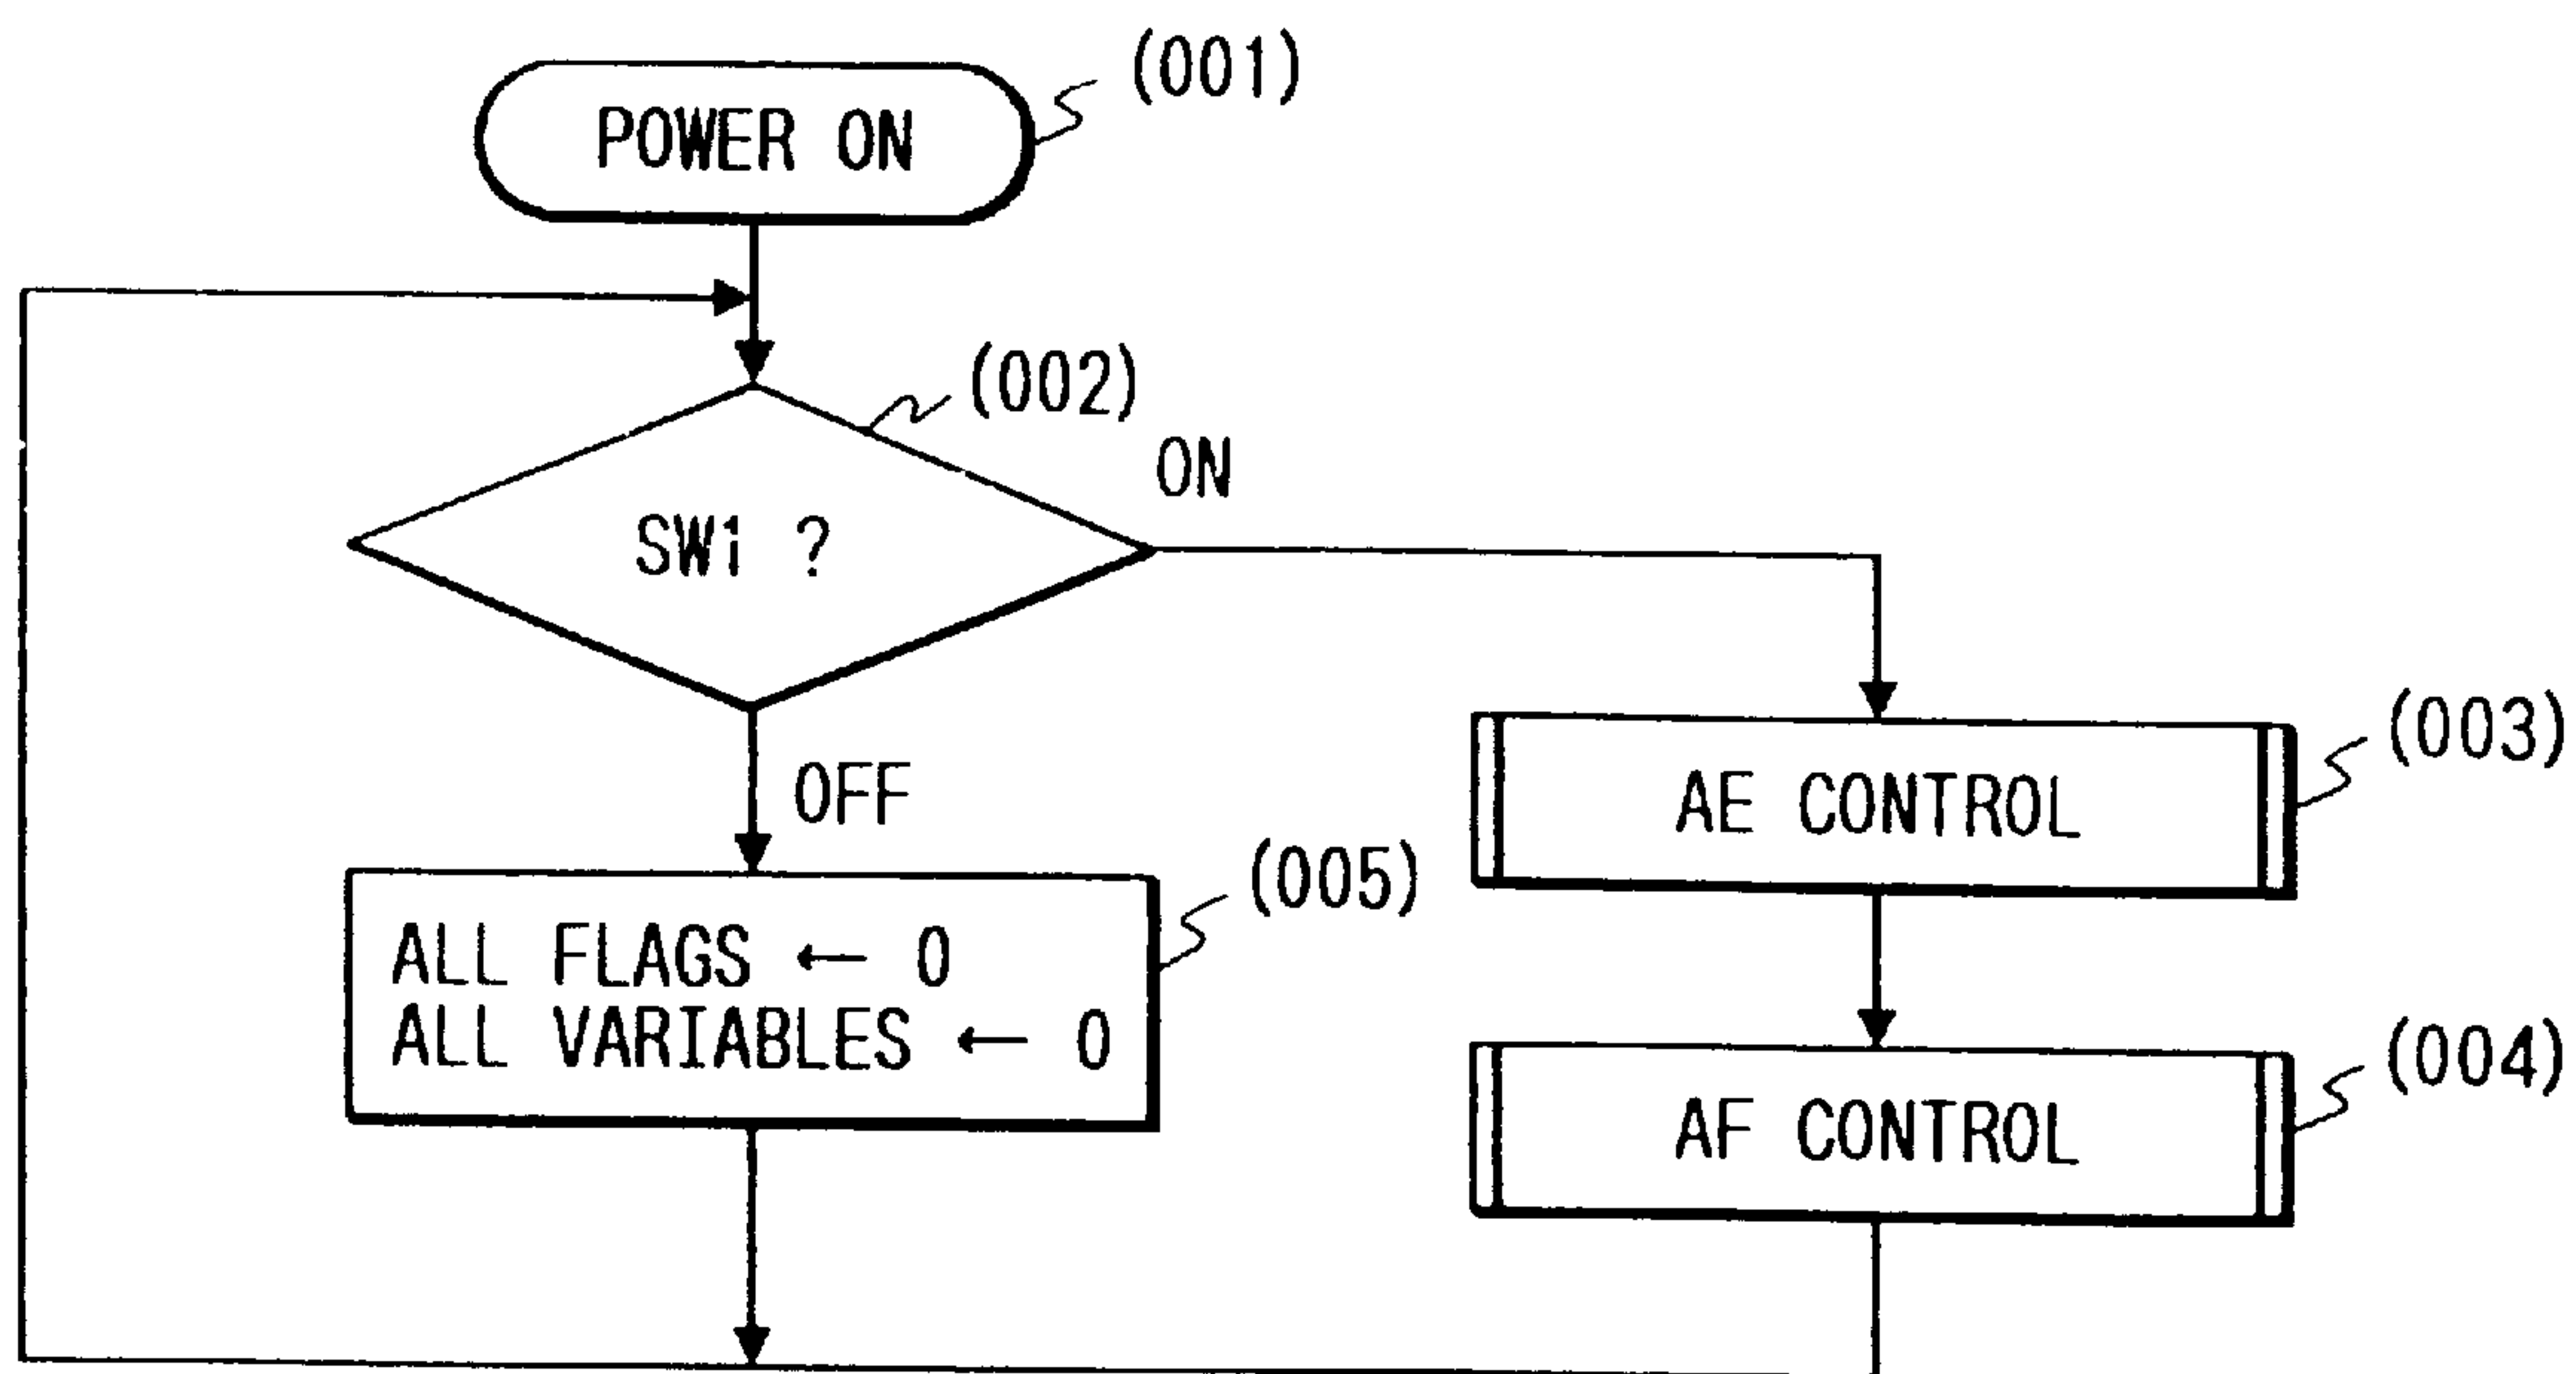 (001)
POWER ON
(002)
ON
SW1 ?
OFF
(003)
AE CONTROL
(005)
ALL FLAGS ← 0
ALL VARIABLES ← 0
(004)
AF CONTROL